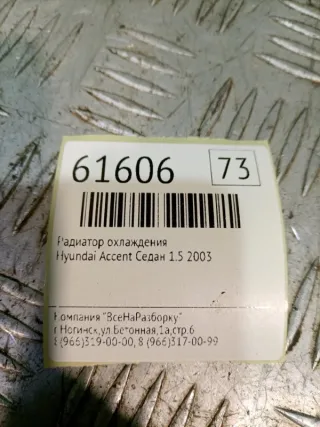 61606 73
Радиатор охлаждения
Hyundai Accent Седан 1.5 2003
Компания "ВсеНаРазборку"
г.Ногинск,ул.Бетонная,1а,стр.6
8(966)319-00-00, 8 (966)317-00-99